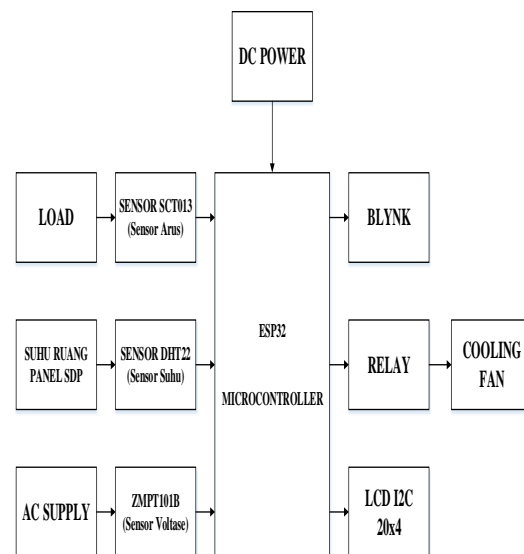 DC POWER
LOAD
SENSOR SCT013
(Sensor Arus)
BLYNK
SUHU RUANG
PANEL SDP
SENSOR DHT22
(Sensor Suhu)
ESP32
MICROCONTROLLER
RELAY
COOLING
FAN
AC SUPPLY
ZMPT101B
(Sensor Voltase)
LCD I2C
20x4